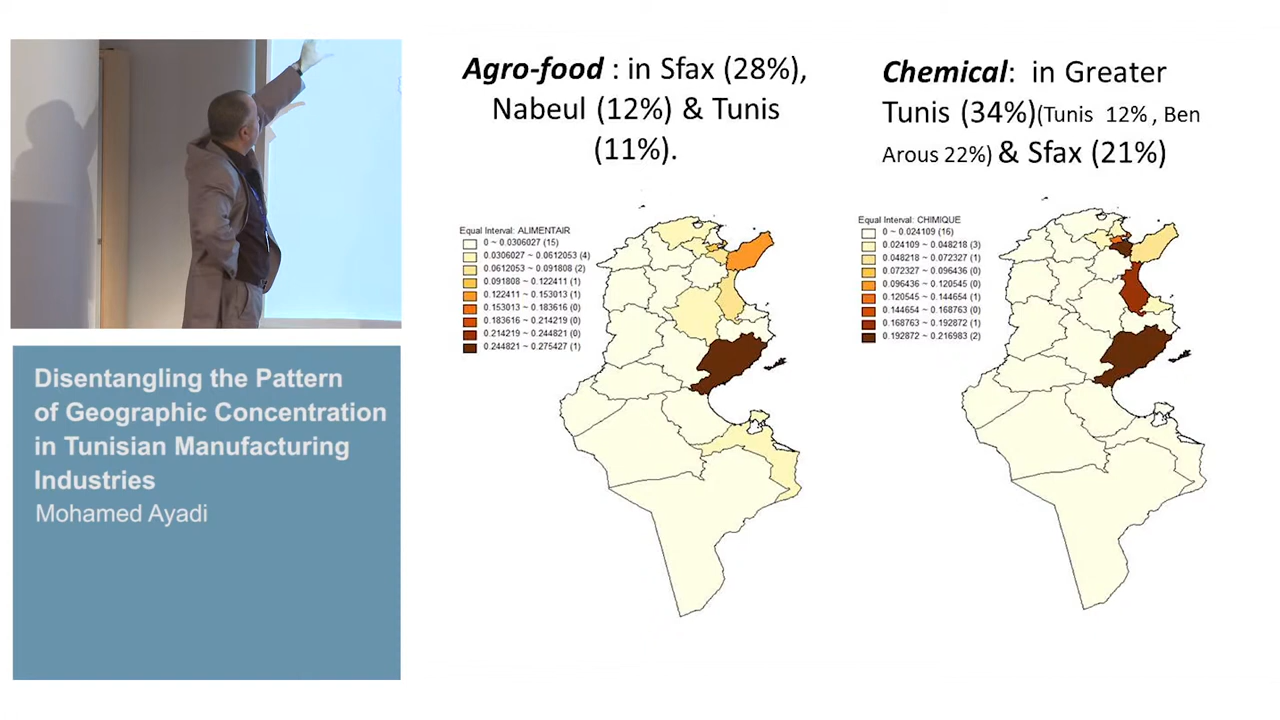 Disentangling the Pattern
of Geographic Concentration
in Tunisian Manufacturing
Industries
Mohamed Ayadi
Agro-food : in Sfax (28%),
Nabeul (12%) & Tunis
(11%).
Equal Interval: ALIMENTAIR
0 ~ 0.0306027 (15)
0.0306027 ~ 0.0612053 (4)
0.0612053 ~ 0.091808 (2)
0.091808 ~ 0.122411 (1)
0.122411 ~ 0.153013 (1)
0.153013 ~ 0.183616 (0)
0.183616 ~ 0.214219 (0)
0.214219 ~ 0.244821 (0)
0.244821 ~ 0.275427 (1)
Chemical: in Greater
Tunis (34%)(Tunis 12% , Ben
Arous 22%) & Sfax (21%)
Equal Interval: CHIMIQUE
0 ~ 0.024109 (16)
0.024109 ~ 0.048218 (3)
0.048218 ~ 0.072327 (1)
0.072327 ~ 0.096436 (0)
0.096436 ~ 0.120545 (0)
0.120545 ~ 0.144654 (1)
0.144654 ~ 0.168763 (0)
0.168763 ~ 0.192872 (1)
0.192872 ~ 0.216983 (2)